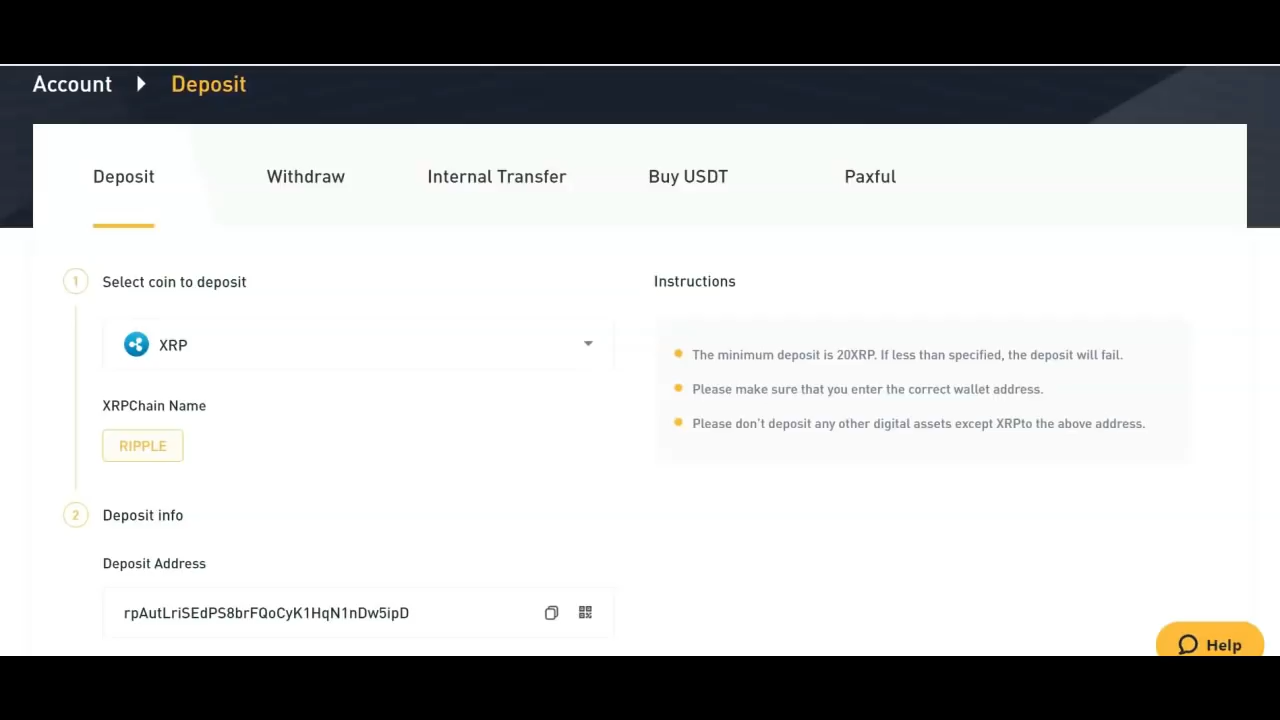 Account Deposit
Deposit Withdraw Internal Transfer Buy USDT Paxful
1 Select coin to deposit
XRP
XRPChain Name
RIPPLE
2 Deposit info
Deposit Address
rpAutLriSEdPS8brFQoCyK1HqN1nDw5ipD
Instructions
The minimum deposit is 20XRP. If less than specified, the deposit will fail.
Please make sure that you enter the correct wallet address.
Please don't deposit any other digital assets except XRPto the above address.
Help